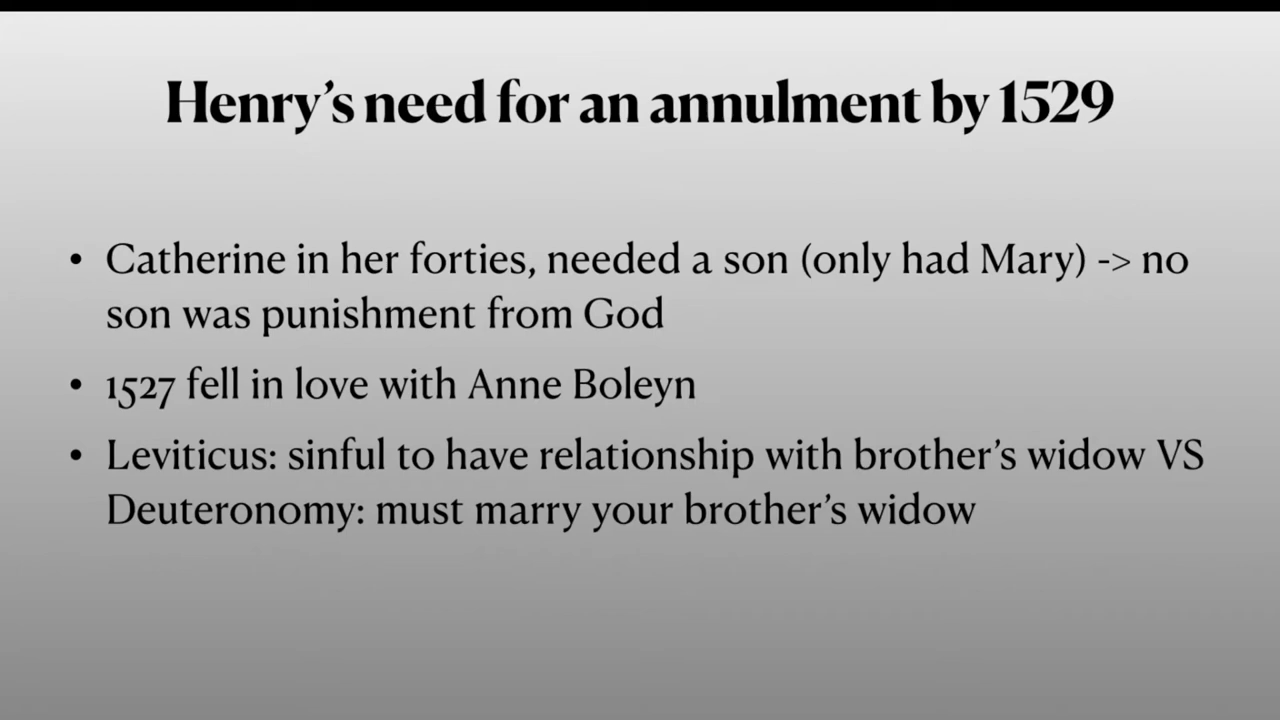 Henry’s need for an annulment by 1529
• Catherine in her forties, needed a son (only had Mary) -> no
son was punishment from God
• 1527 fell in love with Anne Boleyn
• Leviticus: sinful to have relationship with brother’s widow VS
Deuteronomy: must marry your brother’s widow